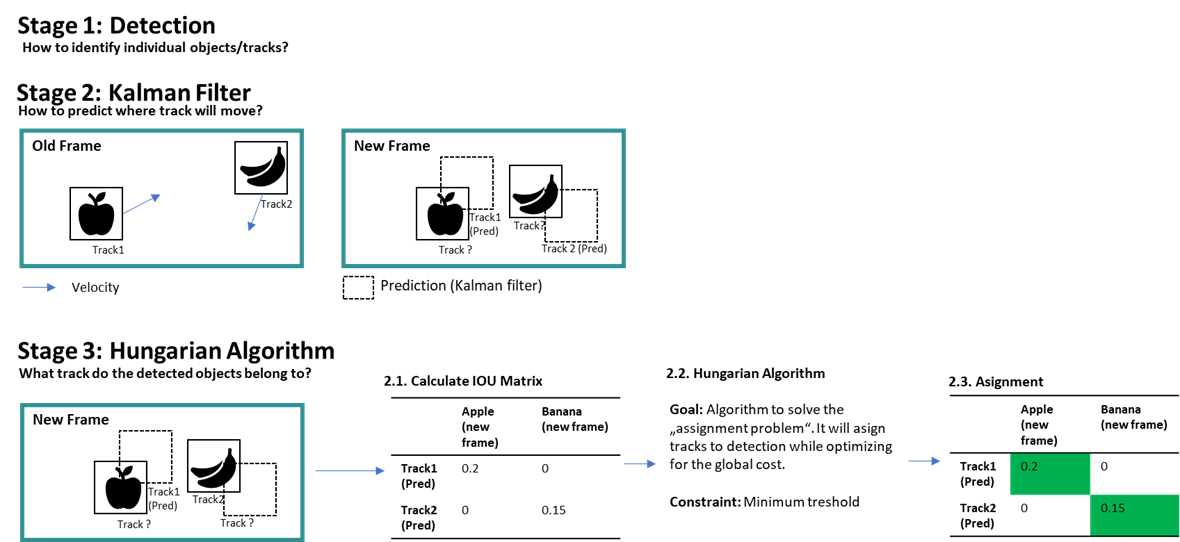 Stage 1: Detection
How to identify individual objects/tracks?
Stage 2: Kalman Filter
How to predict where track will move?
Old Frame
Track2
Track1
New Frame
Track1
(Pred)
Track?
Track 2 (Pred)
Track ?
Velocity
Prediction (Kalman filter)
Stage 3: Hungarian Algorithm
What track do the detected objects belong to?
New Frame
Track1
(Pred)
Track2
Track ?
Track ?
2.1. Calculate IOU Matrix
Apple
(new
frame)
Banana
(new frame)
Track1
(Pred)
0.2
0
Track2
(Pred)
0
0.15
2.2. Hungarian Algorithm
Goal: Algorithm to solve the
„assignment problem“. It will asign
tracks to detection while optimizing
for the global cost.
Constraint: Minimum treshold
2.3. Asignment
Apple
(new
frame)
Banana
(new frame)
Track1
(Pred)
0.2
0
Track2
(Pred)
0
0.15